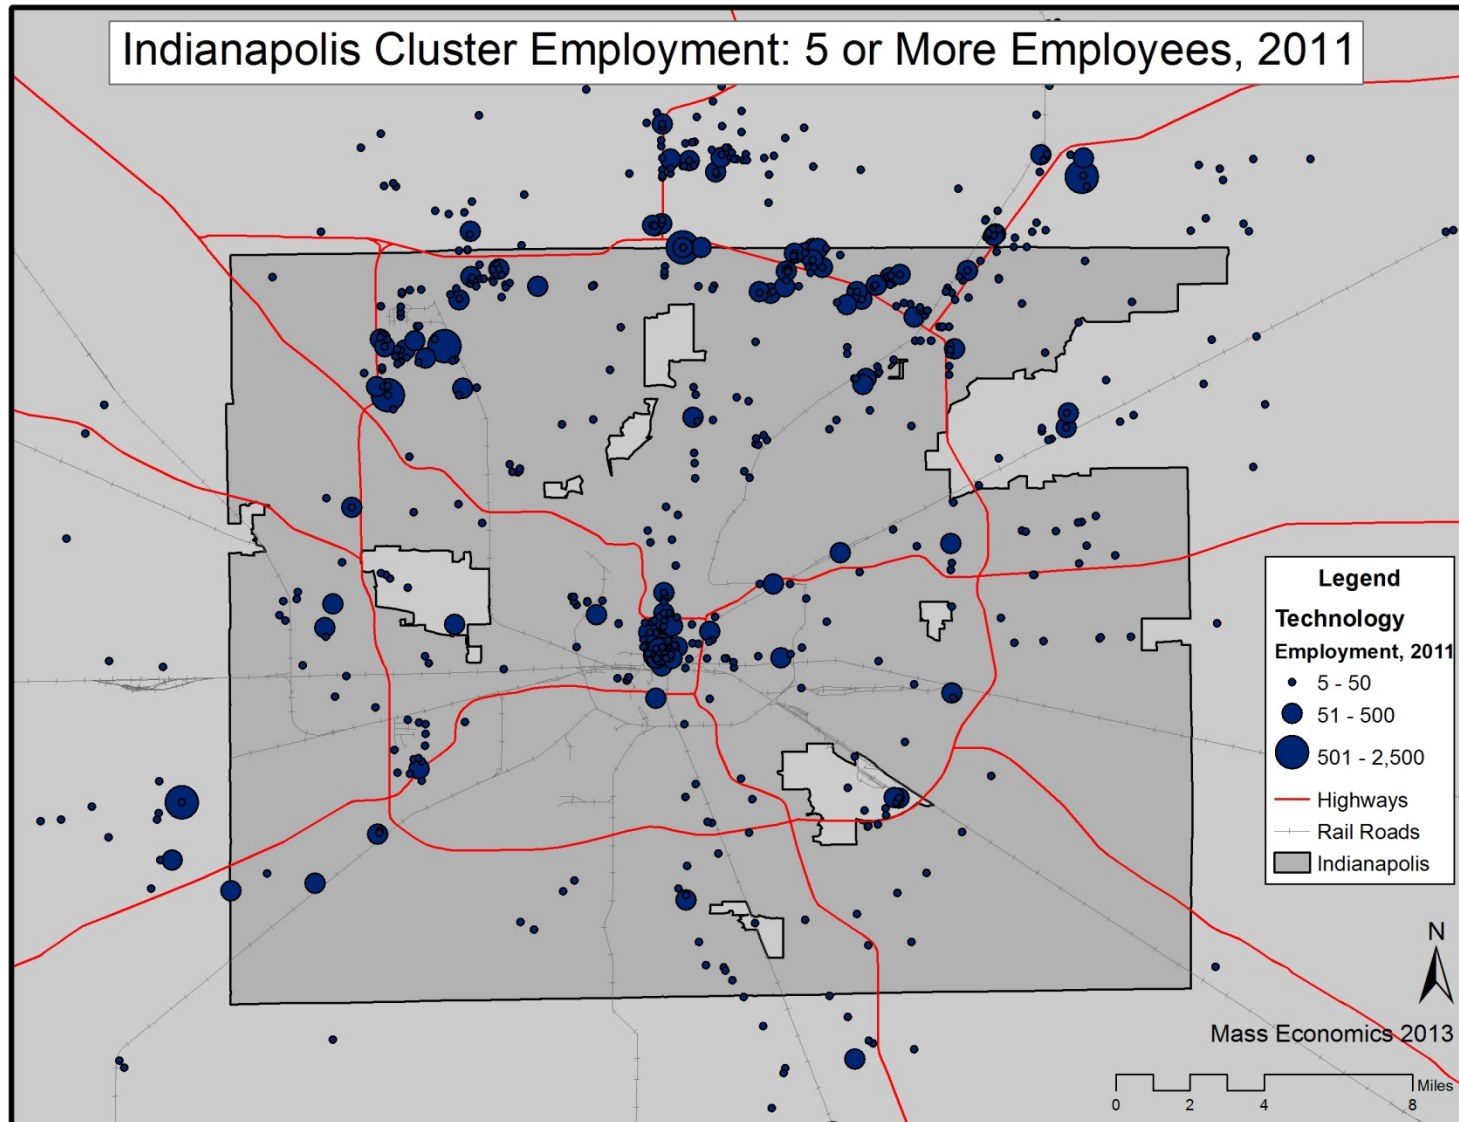 Indianapolis Cluster Employment: 5 or More Employees, 2011
Legend
Technology
Employment, 2011
5 - 50
51 - 500
501 - 2,500
Highways
Rail Roads
Indianapolis
N
Mass Economics 2013
Miles
0 2 4 8